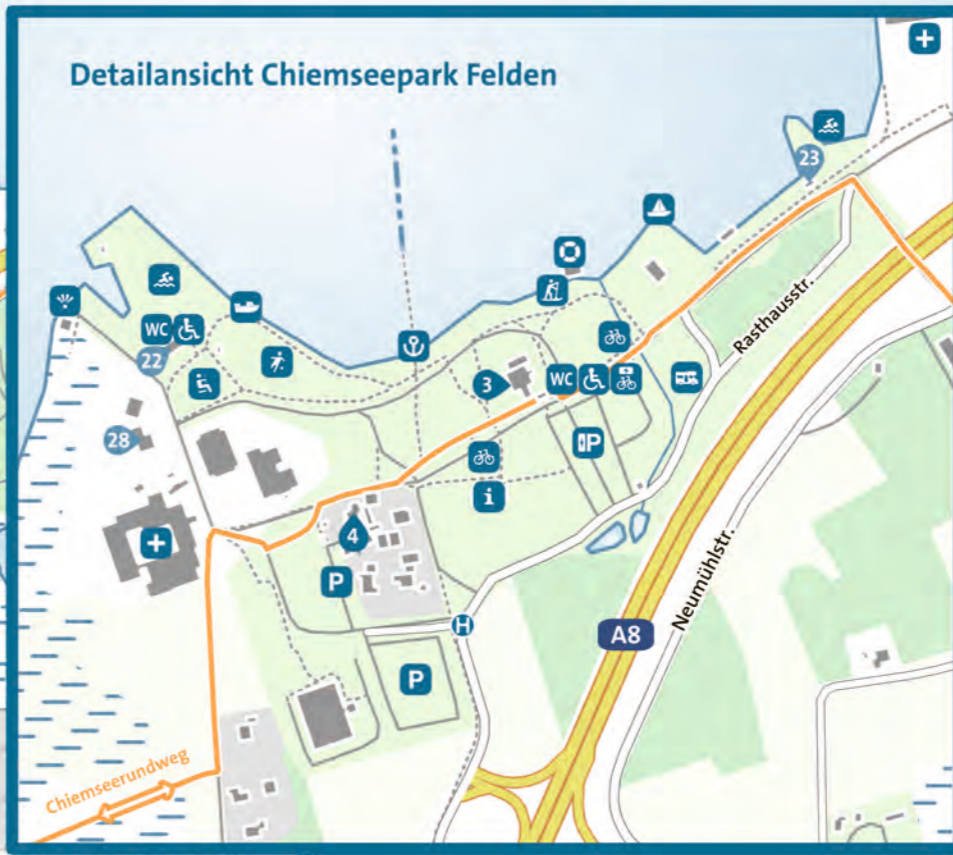 Detailansicht Chiemseepark Felden
23
WC
22
3
WC
Rasthausstr.
28
P
i
4
P
H
A8
Neumühlstr.
P
Chiemseerundweg